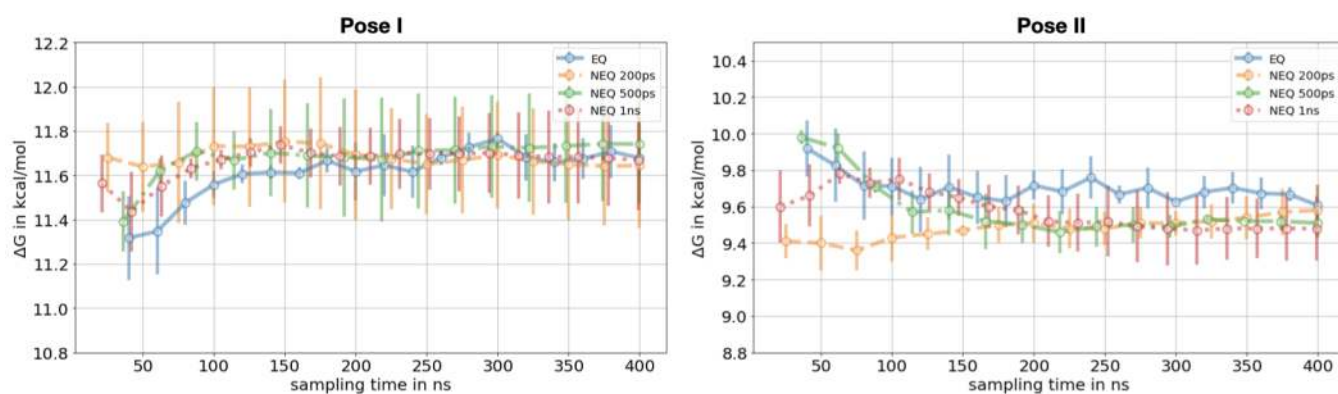 Pose I
12.2
12.0
11.8
11.6
11.4
11.2
11.0
10.8
ΔG in kcal/mol
EQ
NEQ 200ps
NEQ 500ps
NEQ 1ns
50 100 150 200 250 300 350 400
sampling time in ns
Pose II
10.4
10.2
10.0
9.8
9.6
9.4
9.2
9.0
8.8
ΔG in kcal/mol
EQ
NEQ 200ps
NEQ 500ps
NEQ 1ns
50 100 150 200 250 300 350 400
sampling time in ns